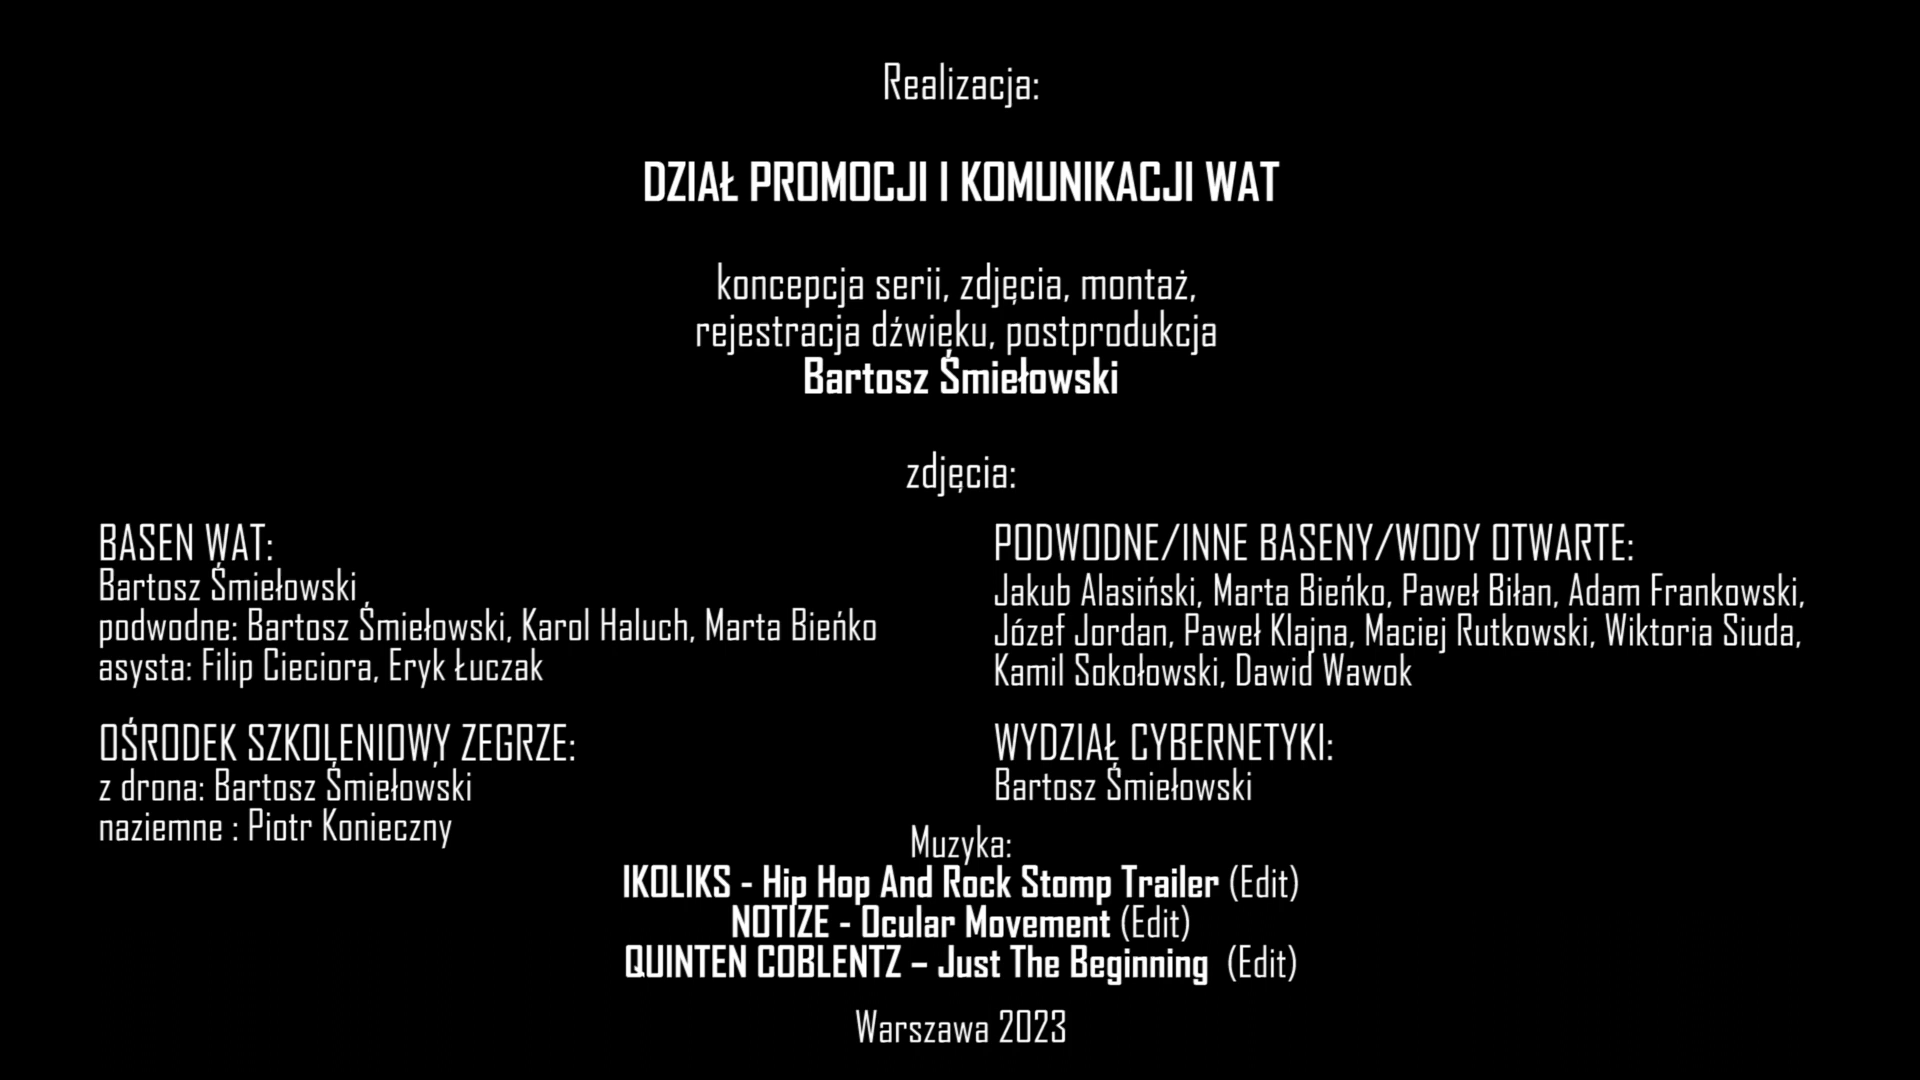 Realizacja:
DZIAŁ PROMOCJI I KOMUNIKACJI WAT
koncepcja serii, zdjęcia, montaż,
rejestracja dźwięku, postprodukcja
Bartosz Śmiełowski
zdjęcia:
BASEN WAT:
Bartosz Śmiełowski
podwodne: Bartosz Śmiełowski, Karol Haluch, Marta Bieńko
asysta: Filip Cieciora, Eryk Łuczak
OŚRODEK SZKOLENIOWY ZEGRZE:
z drona: Bartosz Śmiełowski
naziemne : Piotr Konieczny
PODWODNE/INNE BASENY/WODY OTWARTE:
Jakub Alasiński, Marta Bieńko, Paweł Biłan, Adam Frankowski,
Józef Jordan, Paweł Klajna, Maciej Rutkowski, Wiktoria Siuda,
Kamil Sokołowski, Dawid Wawok
WYDZIAŁ CYBERNETYKI:
Bartosz Śmiełowski
Muzyka:
IKOLIKS - Hip Hop And Rock Stomp Trailer (Edit)
NOTIZE - Ocular Movement (Edit)
QUINTEN COBLENTZ – Just The Beginning (Edit)
Warszawa 2023